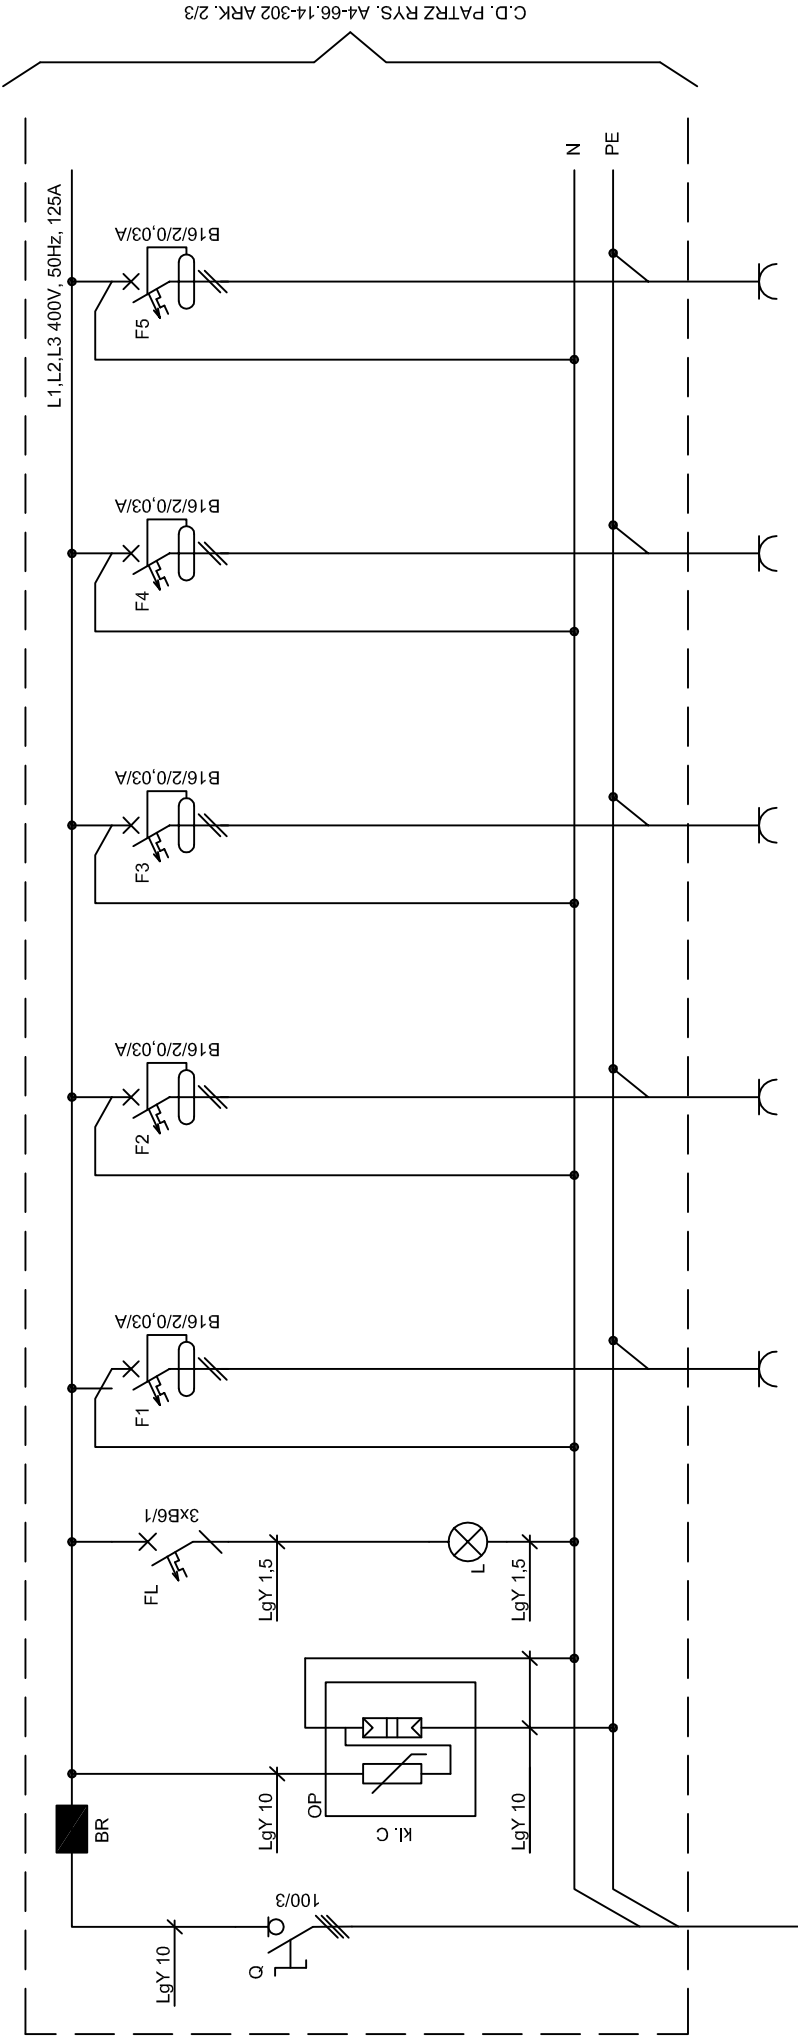 C.D. PATRZ RYS. A4-66.14-302 ARK. 2/3
L1,L2,L3 400V, 50Hz, 125A
N
PE
B16/2/0,03/A
F5
B16/2/0,03/A
F4
B16/2/0,03/A
F3
B16/2/0,03/A
F2
B16/2/0,03/A
F1
3xB6/1
FL
LgY 1,5
L
LgY 1,5
BR
LgY 10
OP
kl. C
LgY 10
100/3
Q
LgY 10